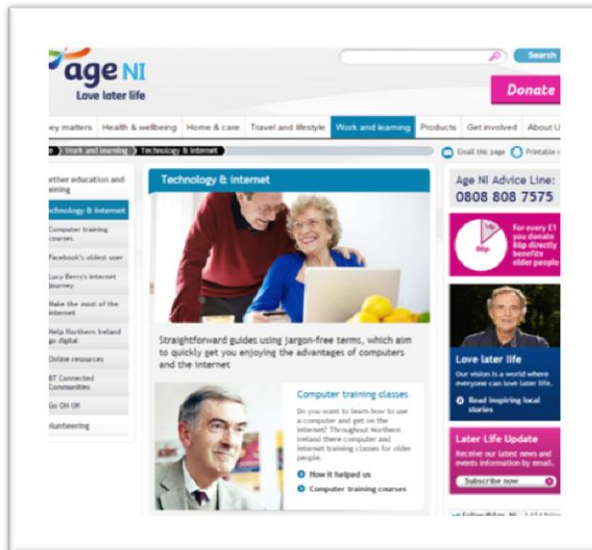 age NI
Love later life
Search
Donate
ey matters
Health & wellbeing
Home & care
Travel and lifestyle
Work and learning
Products
Get involved
About U
e
Work and learning
Technology & internet
Email this page
Printable v
urther education and
aining
echnology & internet
Computer training
courses
Facebook's oldest user
Lucy Berry's internet
journey
Make the most of the
internet
Help Northern Ireland
go digital
Online resources
BT Connected
Communities
Go ON UK
olunteering
Technology & internet
Straightforward guides using jargon-free terms, which aim
to quickly get you enjoying the advantages of computers
and the internet
Computer training classes
Do you want to learn how to use
a computer and get on the
internet? Throughout Northern
Ireland there computer and
internet training classes for older
people.
How it helped us
Computer training courses
Age NI Advice Line:
0808 808 7575
14p
86p
For every £1
you donate
86p directly
benefits
older people
Love later life
Our vision is a world where
everyone can love later life.
Read inspiring local
stories
Later Life Update
Receive our latest news and
events information by email.
Subscribe now